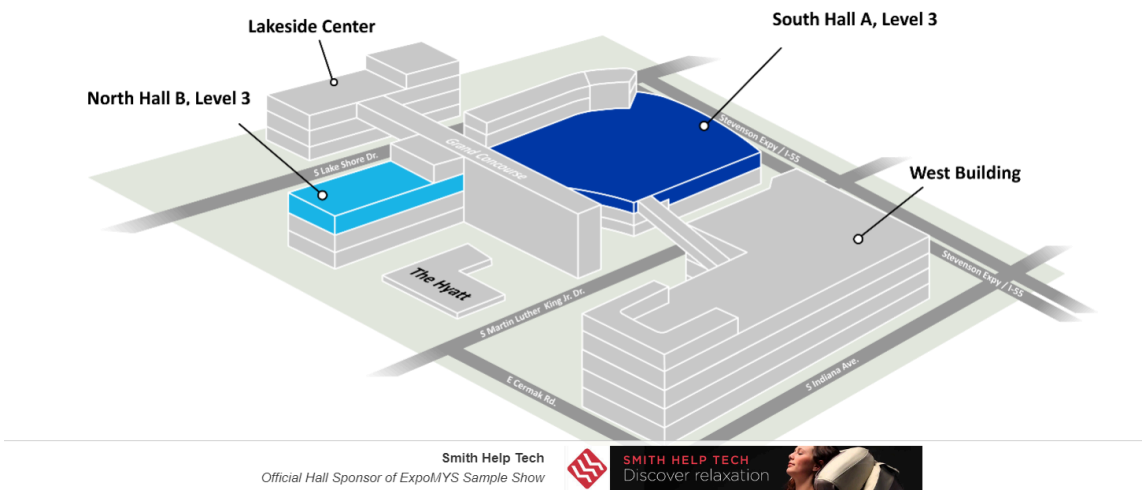 Lakeside Center
South Hall A, Level 3
North Hall B, Level 3
West Building
Grand Concourse
S Lake Shore Dr.
Stevenson Expy / I-55
Stevenson Expy / I-55
The Hyatt
S Martin Luther King Jr. Dr.
E Cermak Rd.
S Indiana Ave.
Smith Help Tech
Official Hall Sponsor of ExpoMYS Sample Show
SMITH HELP TECH
Discover relaxation